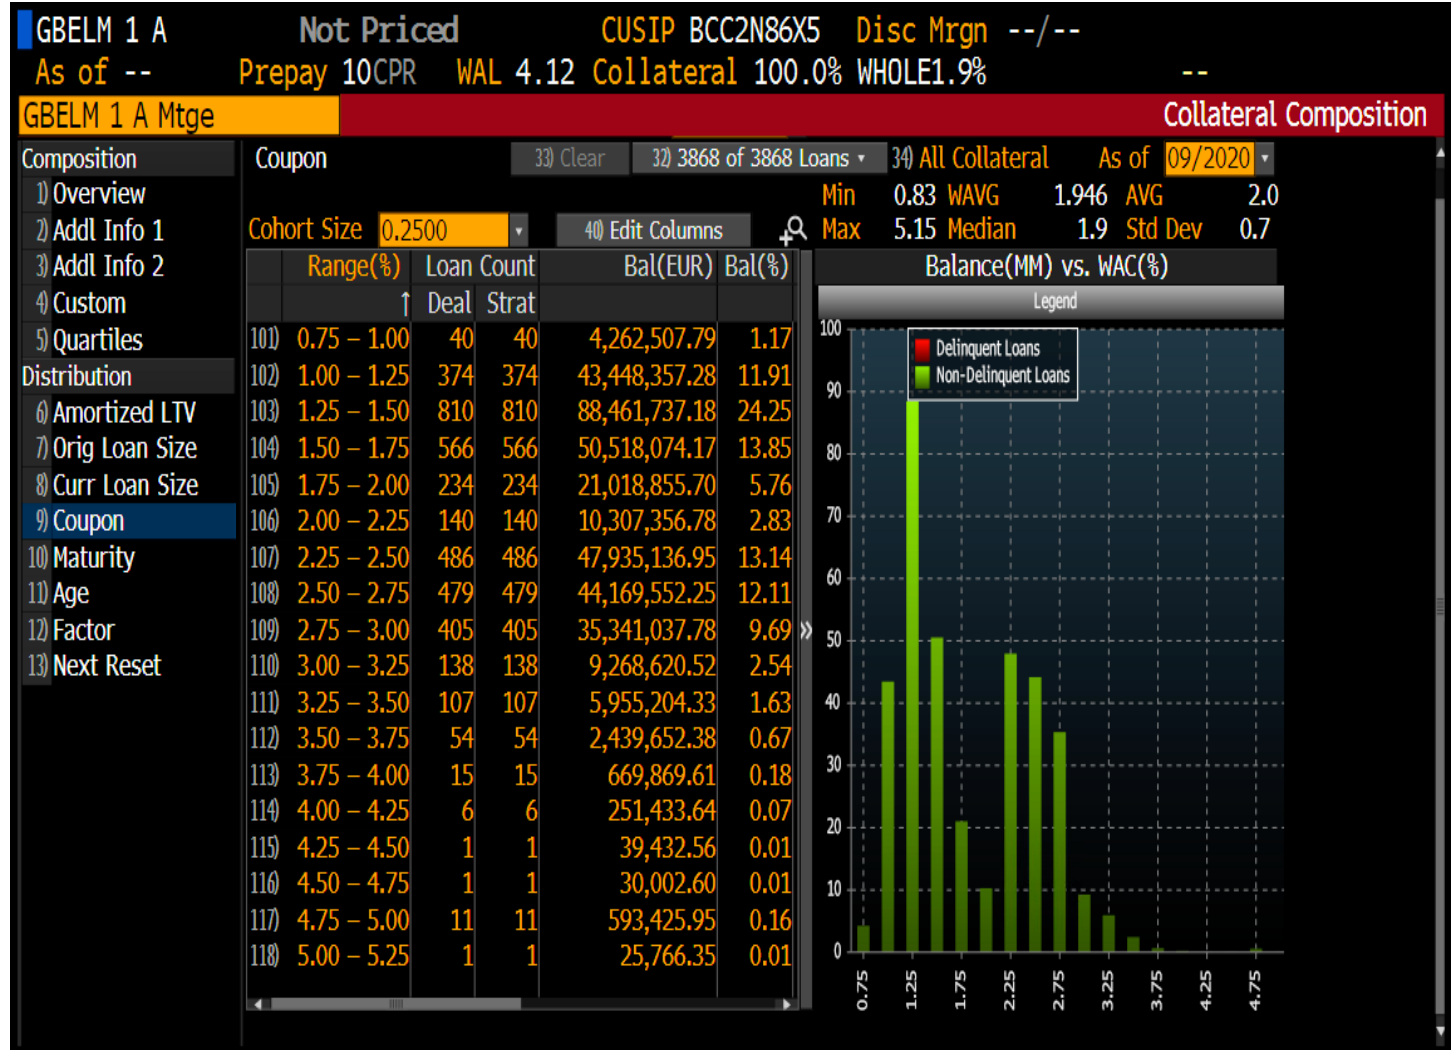 GBELM 1 A Not Priced CUSIP BCC2N86X5 Disc Mrgn --/--
As of -- Prepay 10CPR WAL 4.12 Collateral 100.0% WHOLE1.9% --
GBELM 1 A Mtge Collateral Composition
Composition
1) Overview
2) Addl Info 1
3) Addl Info 2
4) Custom
5) Quartiles
Distribution
6) Amortized LTV
7) Orig Loan Size
8) Curr Loan Size
9) Coupon
10) Maturity
11) Age
12) Factor
13) Next Reset
Coupon 33) Clear 32) 3868 of 3868 Loans 34) All Collateral As of 09/2020
Min 0.83 WAVG 1.946 AVG 2.0
Cohort Size 0.2500 40) Edit Columns Max 5.15 Median 1.9 Std Dev 0.7
Range(%) Loan Count Bal(EUR) Bal(%)
↑ Deal Strat
101) 0.75 – 1.00 40 40 4,262,507.79 1.17
102) 1.00 – 1.25 374 374 43,448,357.28 11.91
103) 1.25 – 1.50 810 810 88,461,737.18 24.25
104) 1.50 – 1.75 566 566 50,518,074.17 13.85
105) 1.75 – 2.00 234 234 21,018,855.70 5.76
106) 2.00 – 2.25 140 140 10,307,356.78 2.83
107) 2.25 – 2.50 486 486 47,935,136.95 13.14
108) 2.50 – 2.75 479 479 44,169,552.25 12.11
109) 2.75 – 3.00 405 405 35,341,037.78 9.69
110) 3.00 – 3.25 138 138 9,268,620.52 2.54
111) 3.25 – 3.50 107 107 5,955,204.33 1.63
112) 3.50 – 3.75 54 54 2,439,652.38 0.67
113) 3.75 – 4.00 15 15 669,869.61 0.18
114) 4.00 – 4.25 6 6 251,433.64 0.07
115) 4.25 – 4.50 1 1 39,432.56 0.01
116) 4.50 – 4.75 1 1 30,002.60 0.01
117) 4.75 – 5.00 11 11 593,425.95 0.16
118) 5.00 – 5.25 1 1 25,766.35 0.01
»
Balance(MM) vs. WAC(%)
Legend
Delinquent Loans
Non-Delinquent Loans
100
90
80
70
60
50
40
30
20
10
0
0.75 1.25 1.75 2.25 2.75 3.25 3.75 4.25 4.75